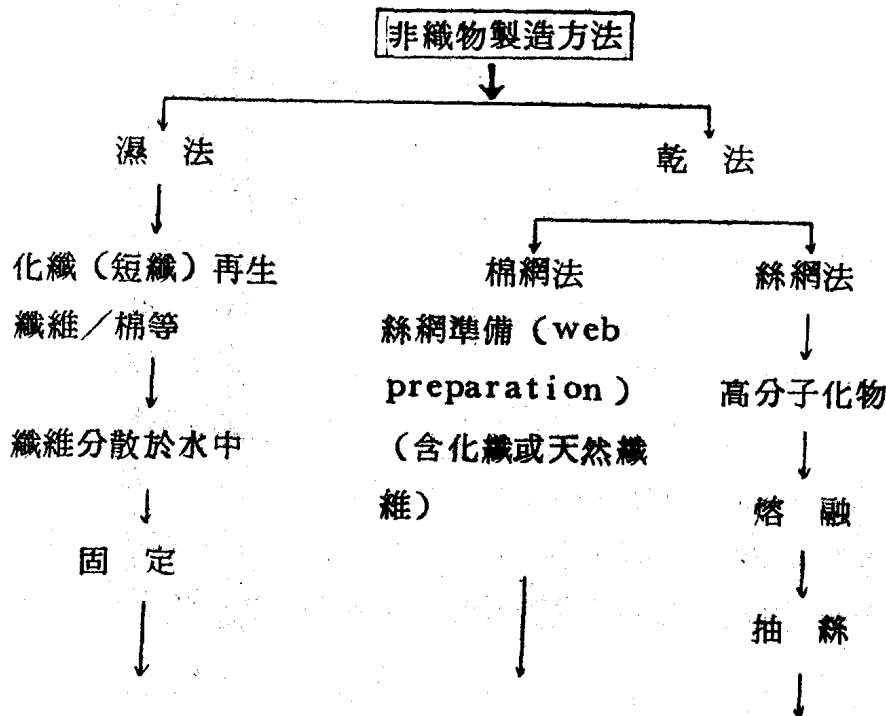 非織物製造方法
濕　法
乾　法
化纖（短纖）再生
纖維／棉等
纖維分散於水中
固　定
棉網法
絲網準備（web
preparation）
（含化纖或天然纖
維）
絲網法
高分子化物
熔　融
抽　絲